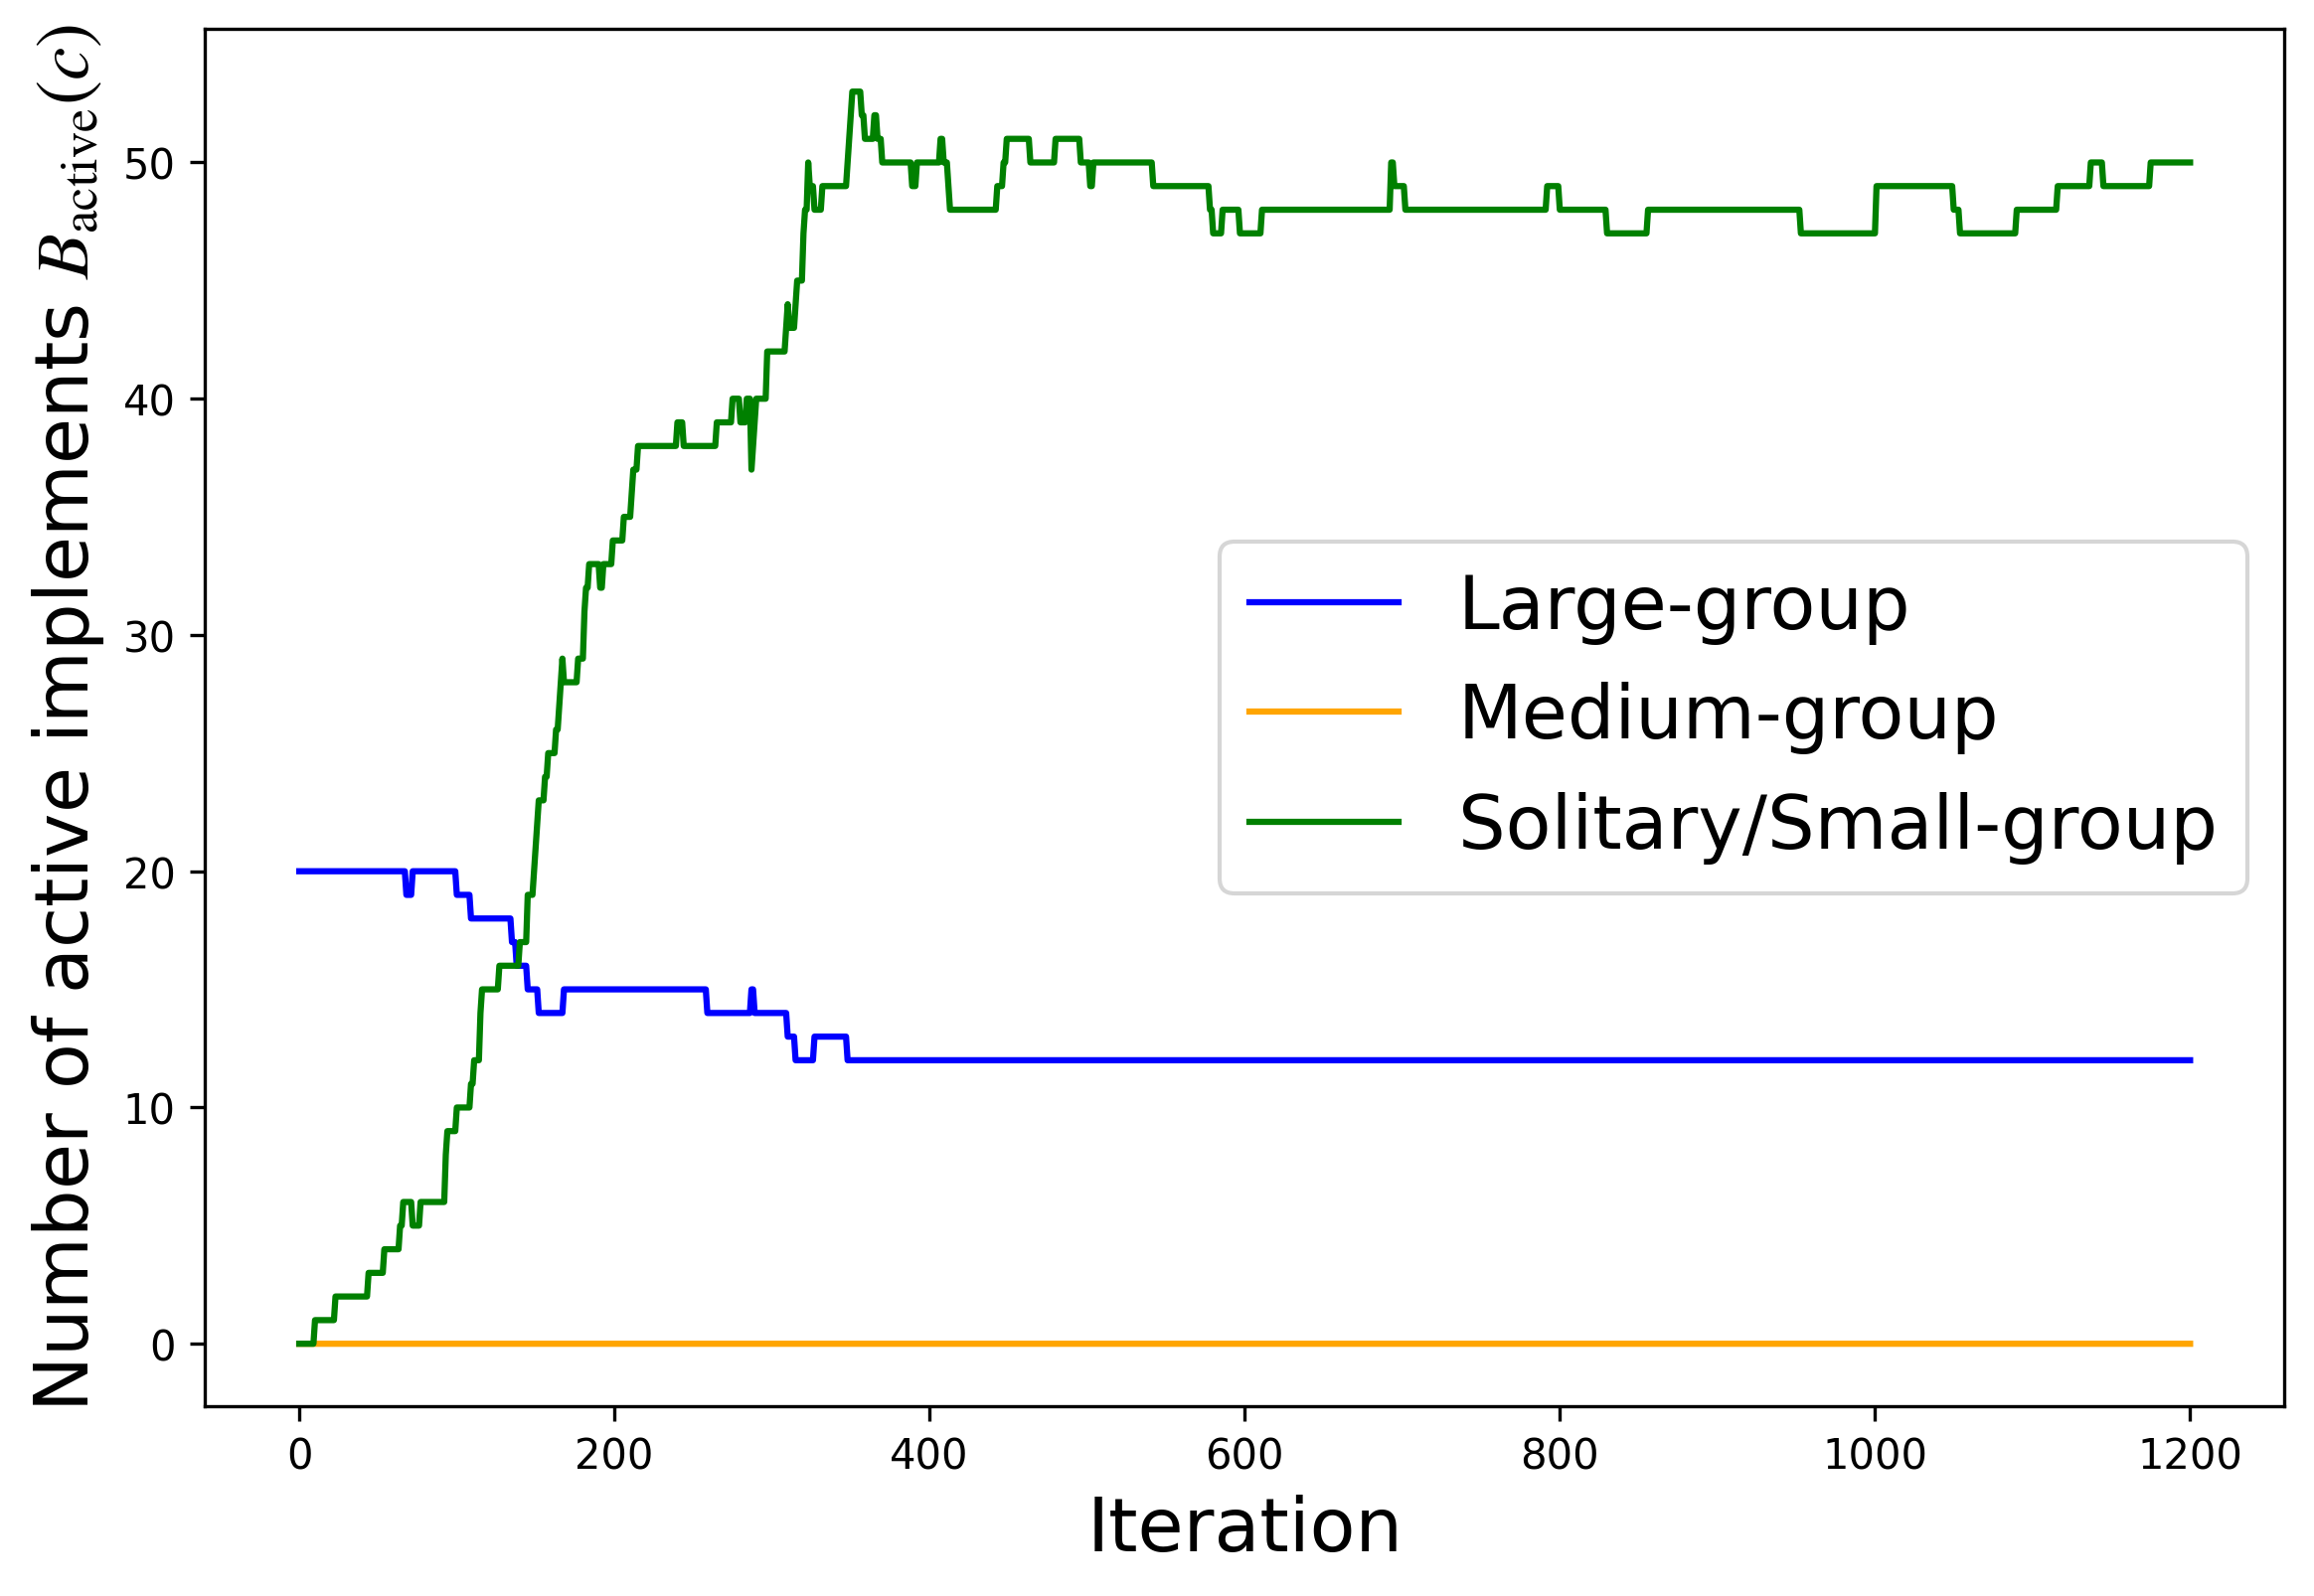 Number of active implements B_active(c)
50
40
30
20
10
0
0 200 400 600 800 1000 1200
Iteration
Large-group
Medium-group
Solitary/Small-group